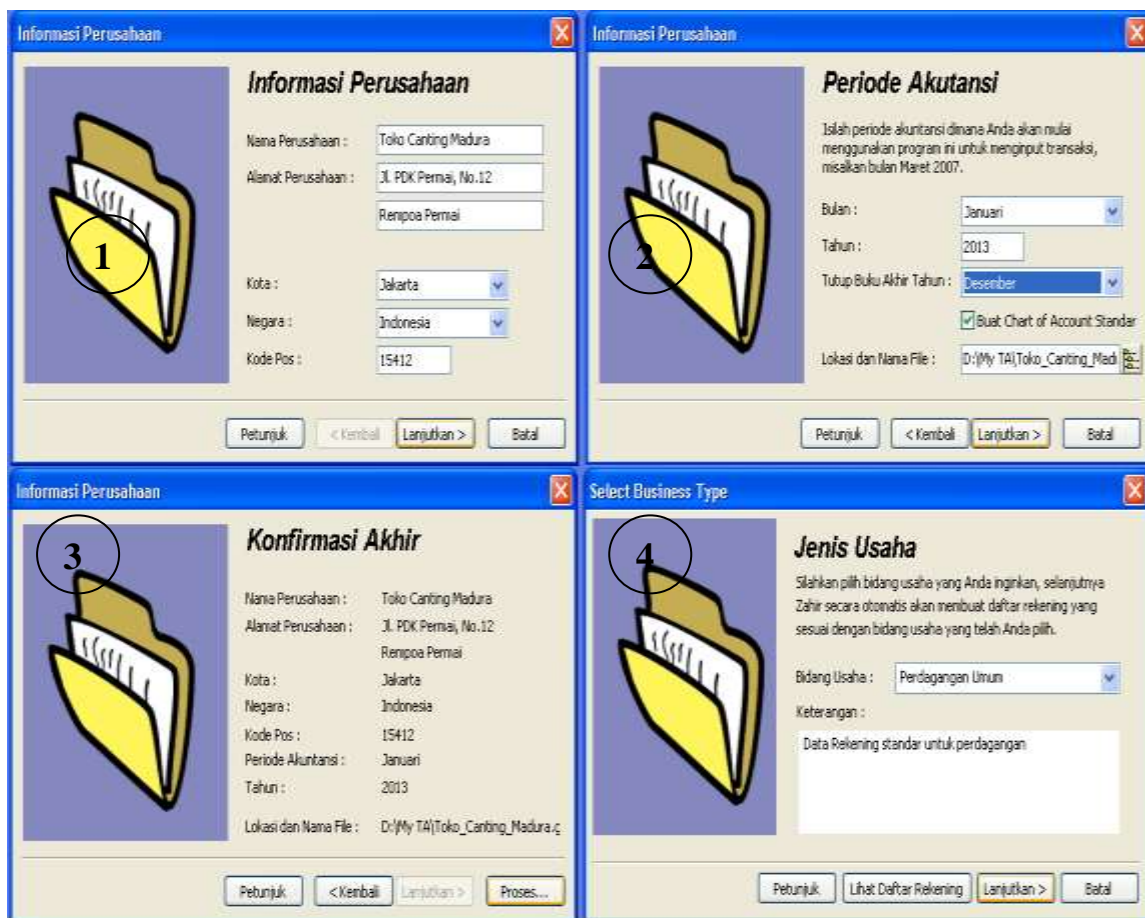 Informasi Perusahaan
Informasi Perusahaan
Nama Perusahaan : Toko Canting Madura
Alamat Perusahaan : Jl. PDK Permai, No.12
Rempoa Permai
1
Kota : Jakarta
Negara : Indonesia
Kode Pos : 15412
Petunjuk < Kembali Lanjutkan > Batal
Informasi Perusahaan
Periode Akutansi
Isilah periode akuntansi dimana Anda akan mulai
menggunakan program ini untuk menginput transaksi,
misalkan bulan Maret 2007.
2
Bulan : Januari
Tahun : 2013
Tutup Buku Akhir Tahun : Desember
Buat Chart of Account Standar
Lokasi dan Nama File : D:\My TA\Toko_Canting_Mad
Petunjuk < Kembali Lanjutkan > Batal
Informasi Perusahaan
3
Konfirmasi Akhir
Nama Perusahaan : Toko Canting Madura
Alamat Perusahaan : Jl. PDK Permai, No.12
Rempoa Permai
Kota : Jakarta
Negara : Indonesia
Kode Pos : 15412
Periode Akuntansi : Januari
Tahun : 2013
Lokasi dan Nama File : D:\My TA\Toko_Canting_Madura.g
Petunjuk < Kembali Lanjutkan > Proses...
Select Business Type
4
Jenis Usaha
Silahkan pilih bidang usaha yang Anda inginkan, selanjutnya
Zahir secara otomatis akan membuat daftar rekening yang
sesuai dengan bidang usaha yang telah Anda pilih.
Bidang Usaha : Perdagangan Umum
Keterangan :
Data Rekening standar untuk perdagangan
Petunjuk Lihat Daftar Rekening Lanjutkan > Batal